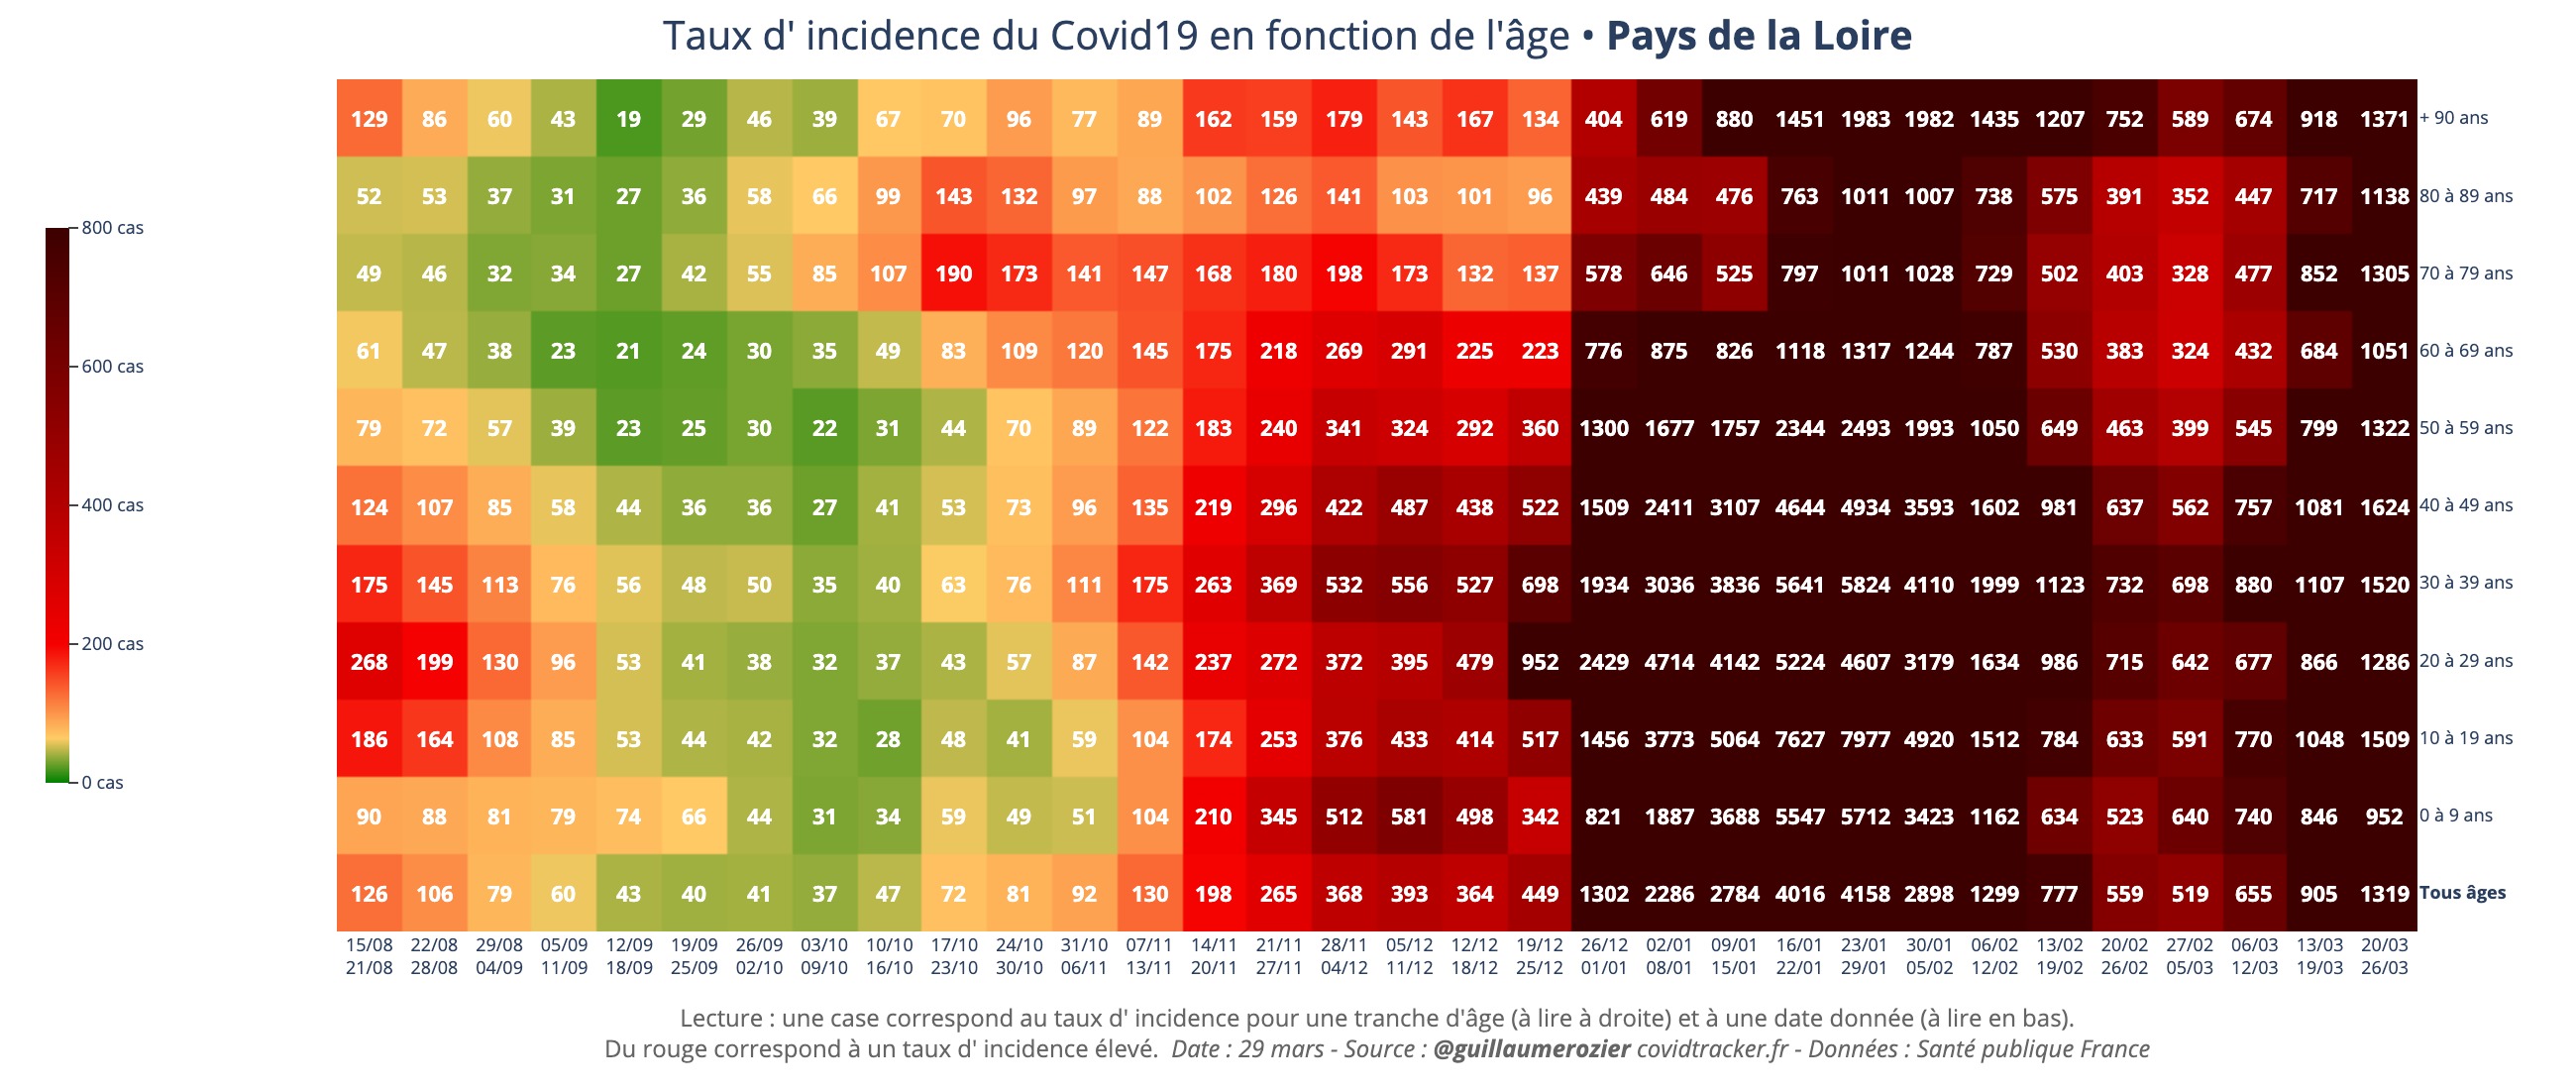 Taux d' incidence du Covid19 en fonction de l'âge • Pays de la Loire
129 86 60 43 19 29 46 39 67 70 96 77 89 162 159 179 143 167 134 404 619 880 1451 1983 1982 1435 1207 752 589 674 918 1371 + 90 ans
52 53 37 31 27 36 58 66 99 143 132 97 88 102 126 141 103 101 96 439 484 476 763 1011 1007 738 575 391 352 447 717 1138 80 à 89 ans
49 46 32 34 27 42 55 85 107 190 173 141 147 168 180 198 173 132 137 578 646 525 797 1011 1028 729 502 403 328 477 852 1305 70 à 79 ans
61 47 38 23 21 24 30 35 49 83 109 120 145 175 218 269 291 225 223 776 875 826 1118 1317 1244 787 530 383 324 432 684 1051 60 à 69 ans
79 72 57 39 23 25 30 22 31 44 70 89 122 183 240 341 324 292 360 1300 1677 1757 2344 2493 1993 1050 649 463 399 545 799 1322 50 à 59 ans
124 107 85 58 44 36 36 27 41 53 73 96 135 219 296 422 487 438 522 1509 2411 3107 4644 4934 3593 1602 981 637 562 757 1081 1624 40 à 49 ans
175 145 113 76 56 48 50 35 40 63 76 111 175 263 369 532 556 527 698 1934 3036 3836 5641 5824 4110 1999 1123 732 698 880 1107 1520 30 à 39 ans
268 199 130 96 53 41 38 32 37 43 57 87 142 237 272 372 395 479 952 2429 4714 4142 5224 4607 3179 1634 986 715 642 677 866 1286 20 à 29 ans
186 164 108 85 53 44 42 32 28 48 41 59 104 174 253 376 433 414 517 1456 3773 5064 7627 7977 4920 1512 784 633 591 770 1048 1509 10 à 19 ans
90 88 81 79 74 66 44 31 34 59 49 51 104 210 345 512 581 498 342 821 1887 3688 5547 5712 3423 1162 634 523 640 740 846 952 0 à 9 ans
126 106 79 60 43 40 41 37 47 72 81 92 130 198 265 368 393 364 449 1302 2286 2784 4016 4158 2898 1299 777 559 519 655 905 1319 Tous âges
15/08 22/08 29/08 05/09 12/09 19/09 26/09 03/10 10/10 17/10 24/10 31/10 07/11 14/11 21/11 28/11 05/12 12/12 19/12 26/12 02/01 09/01 16/01 23/01 30/01 06/02 13/02 20/02 27/02 06/03 13/03 20/03
21/08 28/08 04/09 11/09 18/09 25/09 02/10 09/10 16/10 23/10 30/10 06/11 13/11 20/11 27/11 04/12 11/12 18/12 25/12 01/01 08/01 15/01 22/01 29/01 05/02 12/02 19/02 26/02 05/03 12/03 19/03 26/03
800 cas
600 cas
400 cas
200 cas
0 cas
Lecture : une case correspond au taux d' incidence pour une tranche d'âge (à lire à droite) et à une date donnée (à lire en bas).
Du rouge correspond à un taux d' incidence élevé. Date : 29 mars - Source : @guillaumerozier covidtracker.fr - Données : Santé publique France